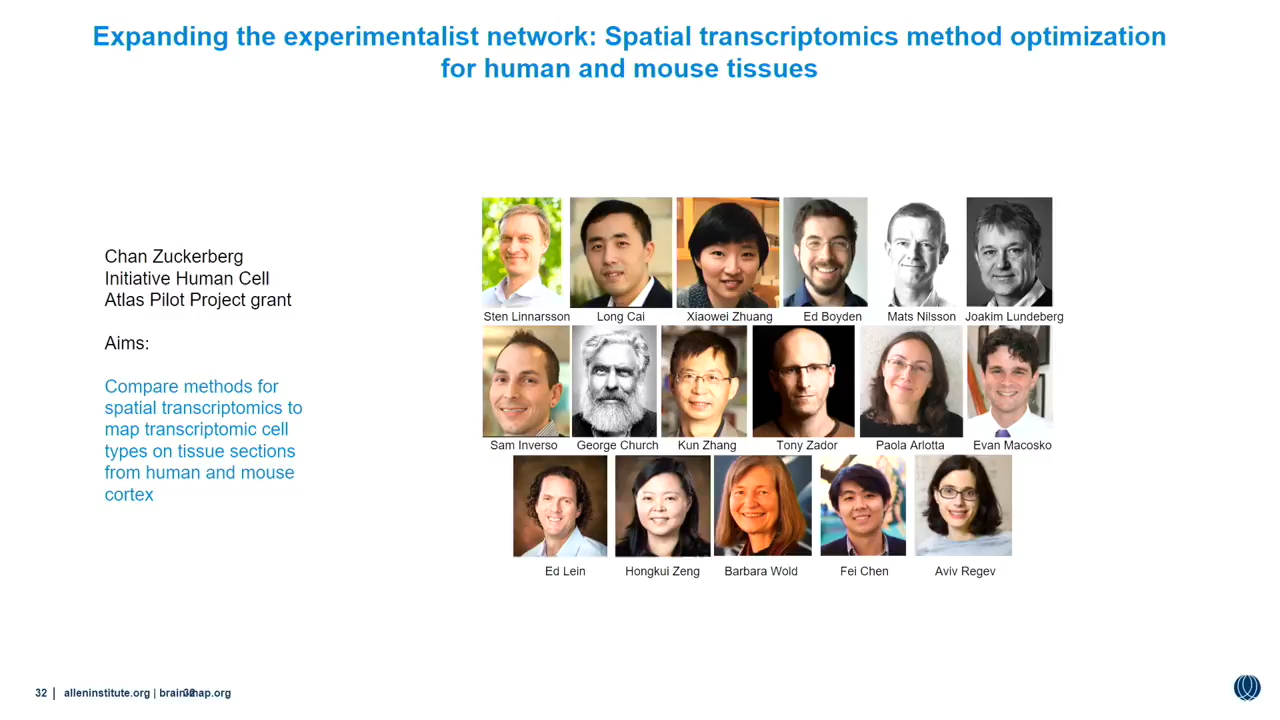 Expanding the experimentalist network: Spatial transcriptomics method optimization
for human and mouse tissues
Chan Zuckerberg
Initiative Human Cell
Atlas Pilot Project grant
Aims:
Compare methods for
spatial transcriptomics to
map transcriptomic cell
types on tissue sections
from human and mouse
cortex
Sten Linnarsson Long Cai Xiaowei Zhuang Ed Boyden Mats Nilsson Joakim Lundeberg
Sam Inverso George Church Kun Zhang Tony Zador Paola Arlotta Evan Macosko
Ed Lein Hongkui Zeng Barbara Wold Fei Chen Aviv Regev
32 | alleninstitute.org | brain-map.org
32